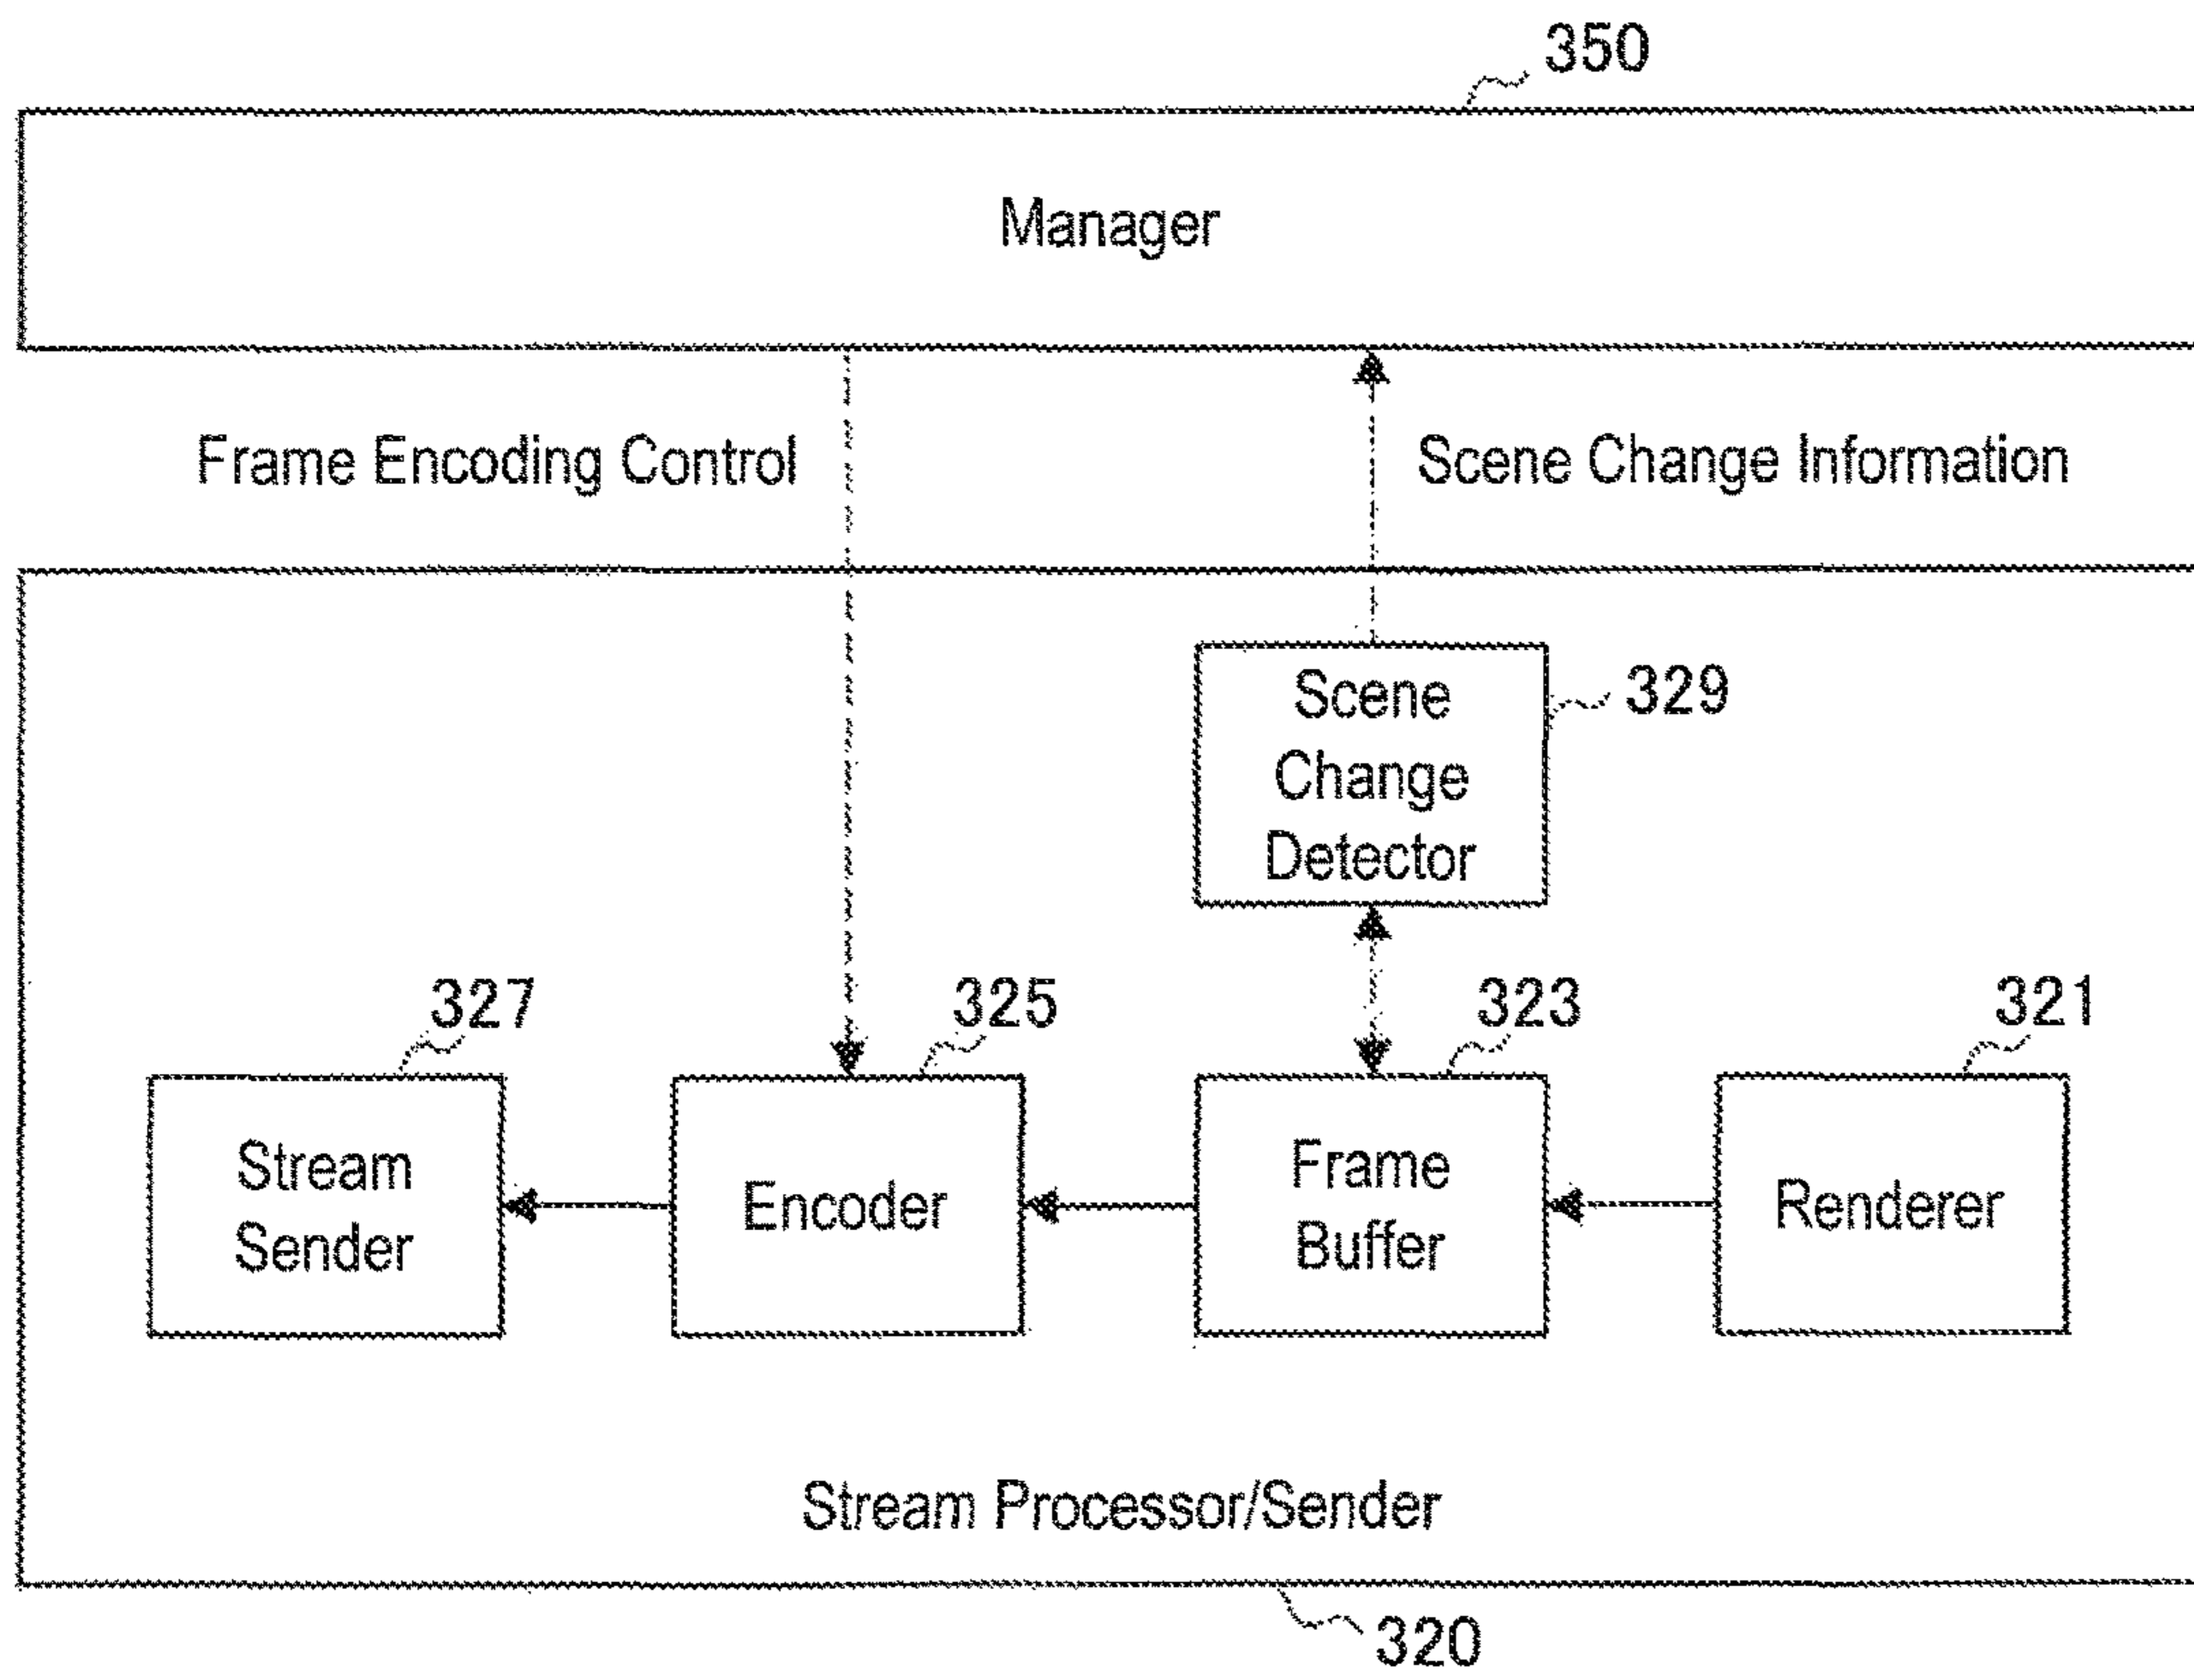 350
Manager
Frame Encoding Control
Scene Change Information
Scene
Change
Detector
329
327
325
323
321
Stream
Sender
Encoder
Frame
Buffer
Renderer
Stream Processor/Sender
320